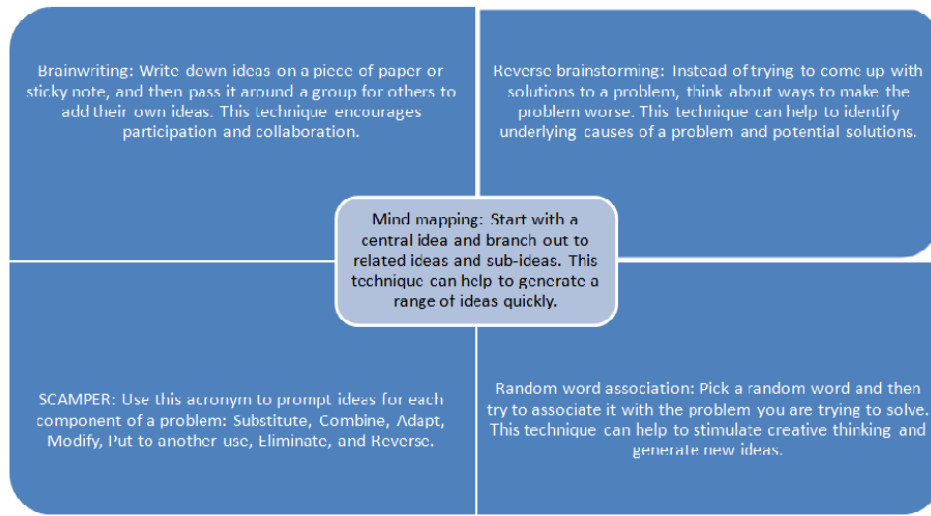 Brainwriting: Write down ideas on a piece of paper or
sticky note, and then pass it around a group for others to
add their own ideas. This technique encourages
participation and collaboration.
Reverse brainstorming: Instead of trying to come up with
solutions to a problem, think about ways to make the
problem worse. This technique can help to identify
underlying causes of a problem and potential solutions.
Mind mapping: Start with a
central idea and branch out to
related ideas and sub-ideas. This
technique can help to generate a
range of ideas quickly.
SCAMPER: Use this acronym to prompt ideas for each
component of a problem: Substitute, Combine, Adapt,
Modify, Put to another use, Eliminate, and Reverse.
Random word association: Pick a random word and then
try to associate it with the problem you are trying to solve.
This technique can help to stimulate creative thinking and
generate new ideas.